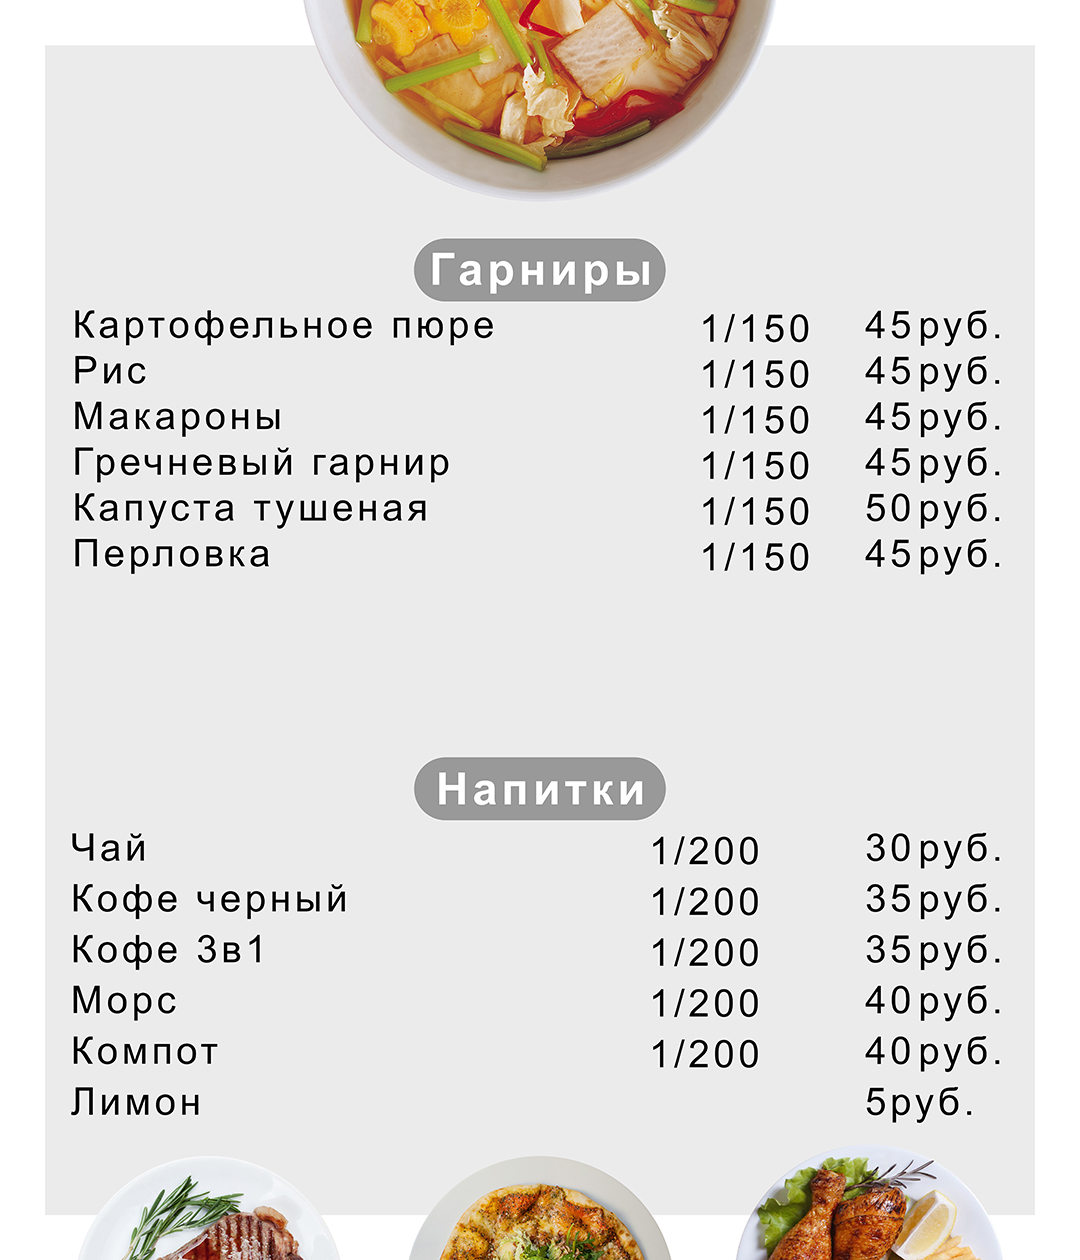 Гарниры
Картофельное пюре 1/150 45руб.
Рис 1/150 45руб.
Макароны 1/150 45руб.
Гречневый гарнир 1/150 45руб.
Капуста тушеная 1/150 50руб.
Перловка 1/150 45руб.
Напитки
Чай 1/200 30руб.
Кофе черный 1/200 35руб.
Кофе 3в1 1/200 35руб.
Морс 1/200 40руб.
Компот 1/200 40руб.
Лимон 5руб.